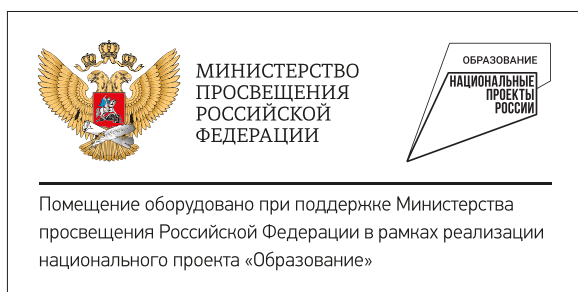 МИНИСТЕРСТВО
ПРОСВЕЩЕНИЯ
РОССИЙСКОЙ
ФЕДЕРАЦИИ
ОБРАЗОВАНИЕ
НАЦИОНАЛЬНЫЕ
ПРОЕКТЫ
РОССИИ
Помещение оборудовано при поддержке Министерства
просвещения Российской Федерации в рамках реализации
национального проекта «Образование»